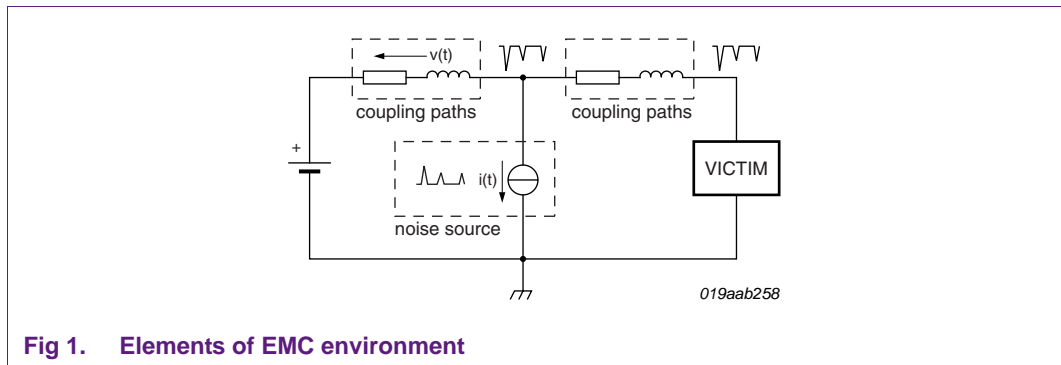 v(t)
coupling paths
coupling paths
+
i(t)
noise source
VICTIM
019aab258
Fig 1. Elements of EMC environment